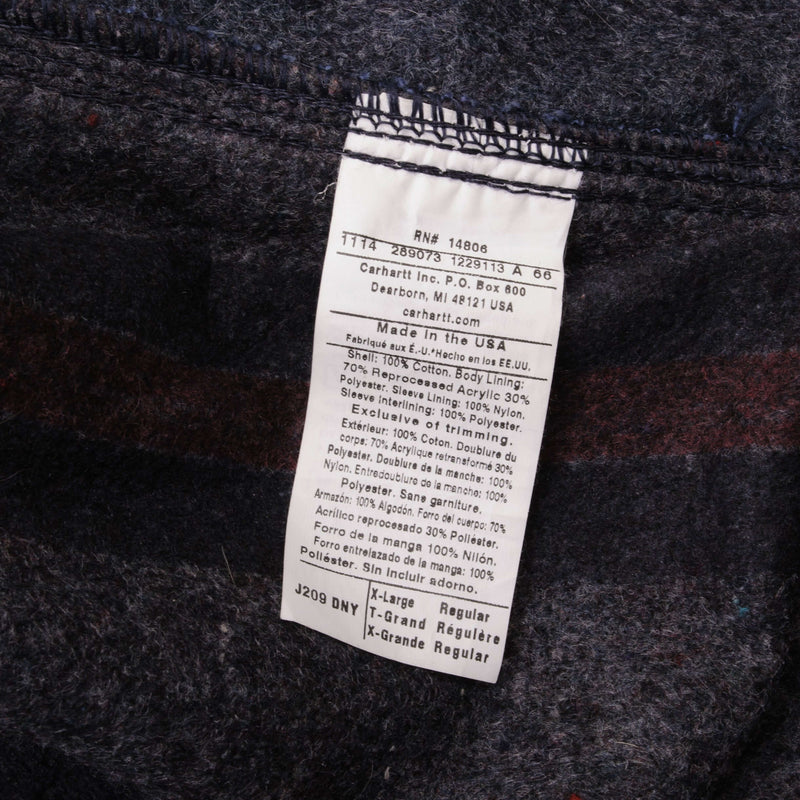 RN# 14806
1114 289073 1229113 A 66
Carhartt Inc. P.O. Box 600
Dearborn, MI 48121 USA
carhartt.com
Made in the USA
Fabriqué aux É.-U.*Hecho en los EE.UU.
Shell: 100% Cotton. Body Lining:
70% Reprocessed Acrylic 30%
Polyester. Sleeve Lining: 100% Nylon.
Sleeve interlining: 100% Polyester.
Exclusive of trimming.
Extérieur: 100% Coton. Doublure du
corps: 70% Acrylique retransformé 30%
Polyester. Doublure de la manche: 100%
Nylon. Entredoublure de la manche: 100%
Polyester. Sans garniture.
Armazón: 100% Algodón. Forro del cuerpo: 70%
Acrílico reprocesado 30% Poliéster.
Forro de la manga 100% Nilón.
Forro entrelazado de la manga: 100%
Poliéster. Sin incluir adorno.
J209 DNY
X-Large Regular
T-Grand Régulère
X-Grande Regular